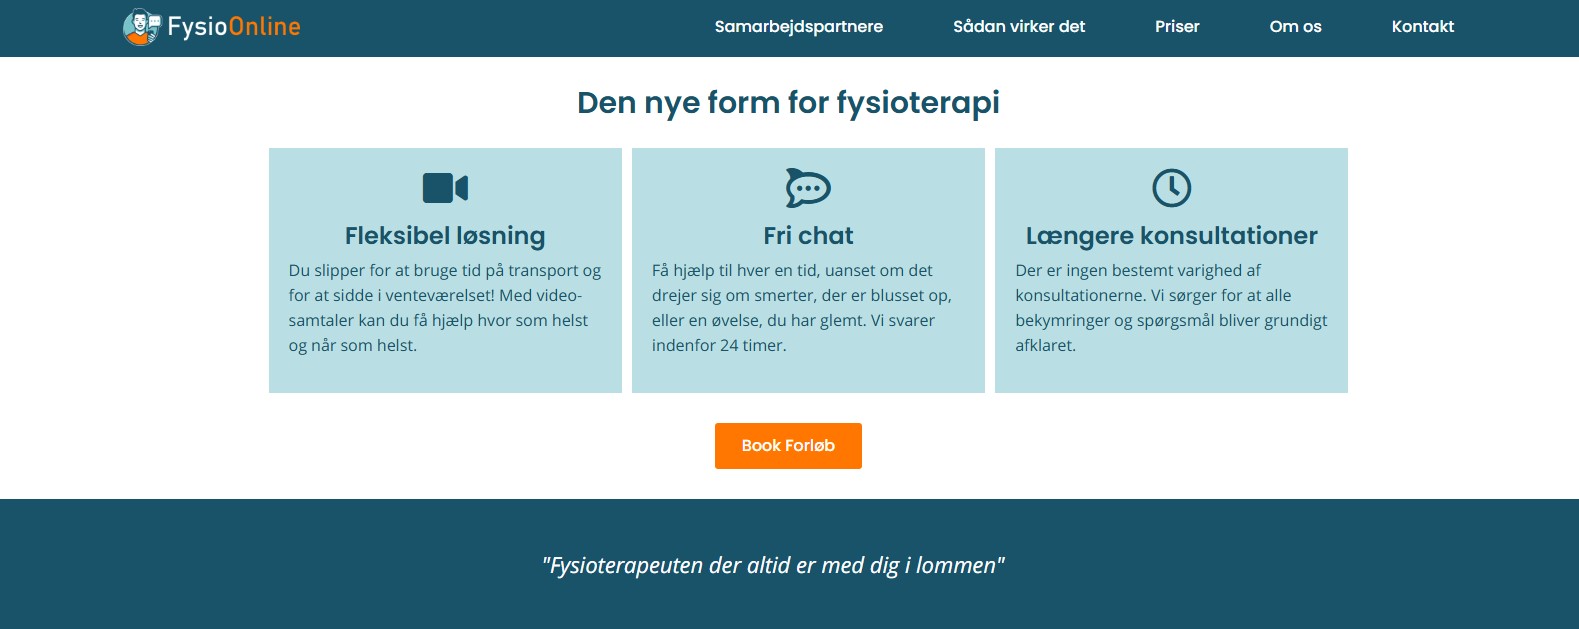 FysioOnline
Samarbejdspartnere
Sådan virker det
Priser
Om os
Kontakt
Den nye form for fysioterapi
Fleksibel løsning
Du slipper for at bruge tid på transport og
for at sidde i venteværelset! Med video-
samtaler kan du få hjælp hvor som helst
og når som helst.
Fri chat
Få hjælp til hver en tid, uanset om det
drejer sig om smerter, der er blusset op,
eller en øvelse, du har glemt. Vi svarer
indenfor 24 timer.
Længere konsultationer
Der er ingen bestemt varighed af
konsultationerne. Vi sørger for at alle
bekymringer og spørgsmål bliver grundigt
afklaret.
Book Forløb
"Fysioterapeuten der altid er med dig i lommen"